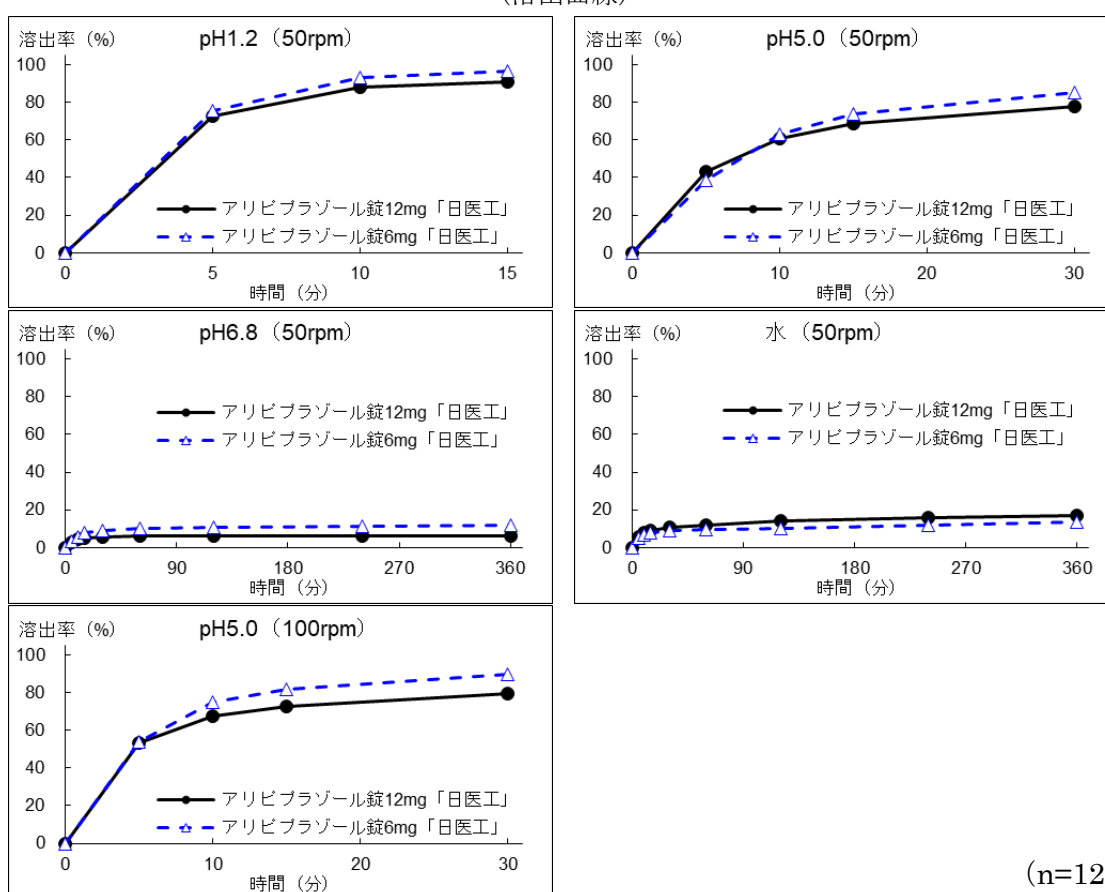 (溶出曲線)
溶出率（%） pH1.2（50rpm）
100
80
60
40
20
0
アリピプラゾール錠12mg「日医工」
アリピプラゾール錠6mg「日医工」
0 5 10 15
時間（分）
溶出率（%） pH5.0（50rpm）
100
80
60
40
20
0
アリピプラゾール錠12mg「日医工」
アリピプラゾール錠6mg「日医工」
0 10 20 30
時間（分）
溶出率（%） pH6.8（50rpm）
100
80
60
40
20
0
アリピプラゾール錠12mg「日医工」
アリピプラゾール錠6mg「日医工」
0 90 180 270 360
時間（分）
溶出率（%） 水（50rpm）
100
80
60
40
20
0
アリピプラゾール錠12mg「日医工」
アリピプラゾール錠6mg「日医工」
0 90 180 270 360
時間（分）
溶出率（%） pH5.0（100rpm）
100
80
60
40
20
0
アリピプラゾール錠12mg「日医工」
アリピプラゾール錠6mg「日医工」
0 10 20 30
時間（分）
(n=12